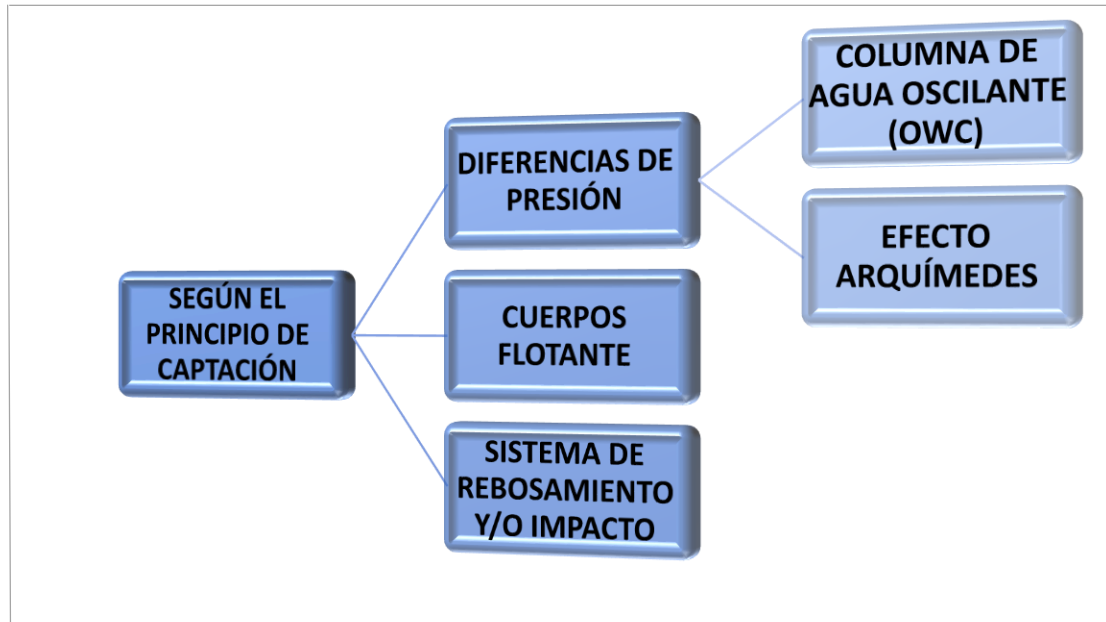 SEGÚN EL
PRINCIPIO DE
CAPTACIÓN
DIFERENCIAS DE
PRESIÓN
COLUMNA DE
AGUA OSCILANTE
(OWC)
EFECTO
ARQUÍMEDES
CUERPOS
FLOTANTE
SISTEMA DE
REBOSAMIENTO
Y/O IMPACTO